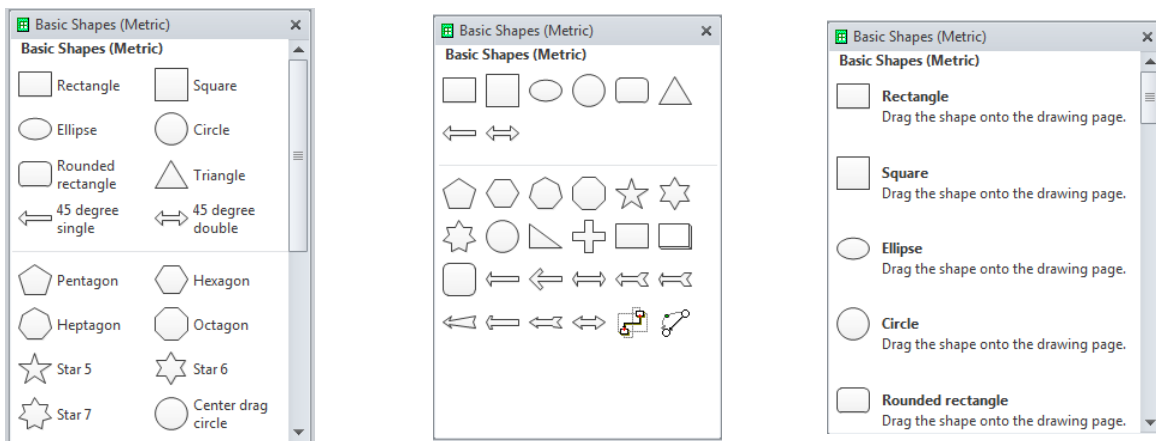 Basic Shapes (Metric)
Basic Shapes (Metric)
Rectangle
Square
Ellipse
Circle
Rounded
rectangle
Triangle
45 degree
single
45 degree
double
Pentagon
Hexagon
Heptagon
Octagon
Star 5
Star 6
Star 7
Center drag
circle
Basic Shapes (Metric)
Basic Shapes (Metric)
Basic Shapes (Metric)
Basic Shapes (Metric)
Rectangle
Drag the shape onto the drawing page.
Square
Drag the shape onto the drawing page.
Ellipse
Drag the shape onto the drawing page.
Circle
Drag the shape onto the drawing page.
Rounded rectangle
Drag the shape onto the drawing page.